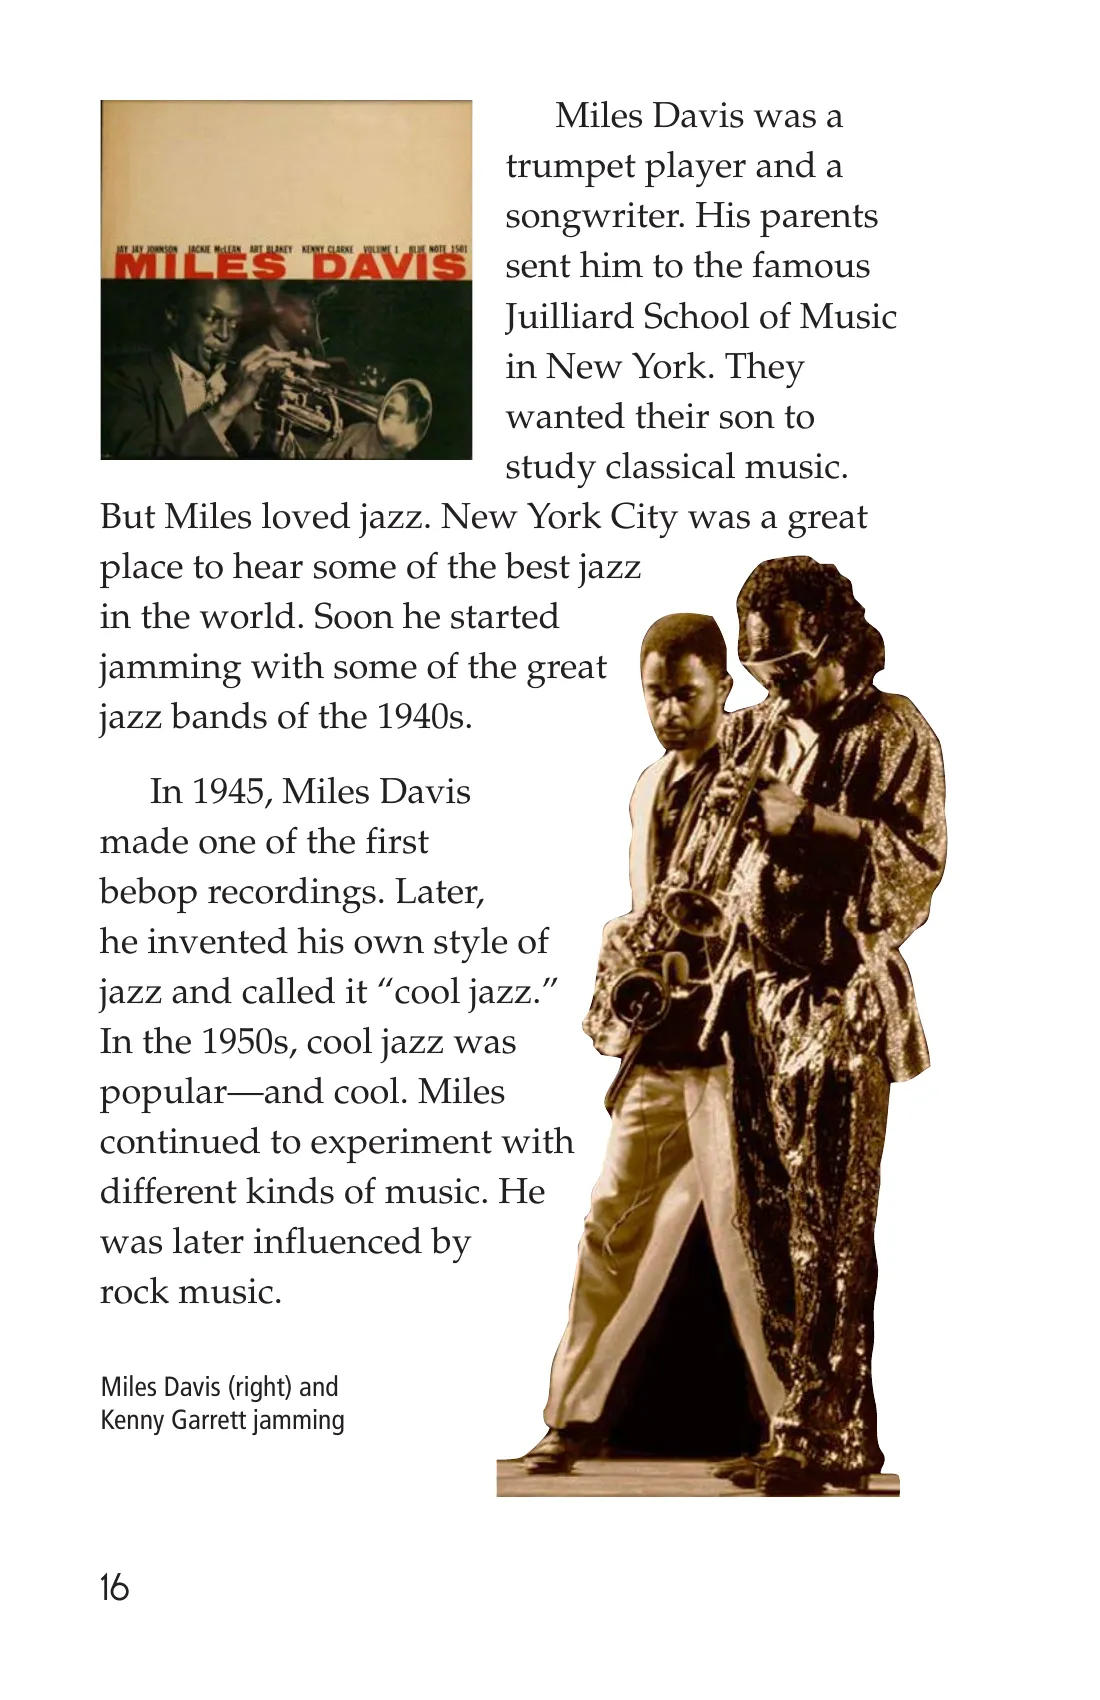 JAY JAY JOHNSON JACKIE McLEAN ART BLAKEY KENNY CLARKE VOLUME 1 BLUE NOTE 1501
MILES DAVIS
Miles Davis was a
trumpet player and a
songwriter. His parents
sent him to the famous
Juilliard School of Music
in New York. They
wanted their son to
study classical music.
But Miles loved jazz. New York City was a great
place to hear some of the best jazz
in the world. Soon he started
jamming with some of the great
jazz bands of the 1940s.
In 1945, Miles Davis
made one of the first
bebop recordings. Later,
he invented his own style of
jazz and called it “cool jazz.”
In the 1950s, cool jazz was
popular—and cool. Miles
continued to experiment with
different kinds of music. He
was later influenced by
rock music.
Miles Davis (right) and
Kenny Garrett jamming
16